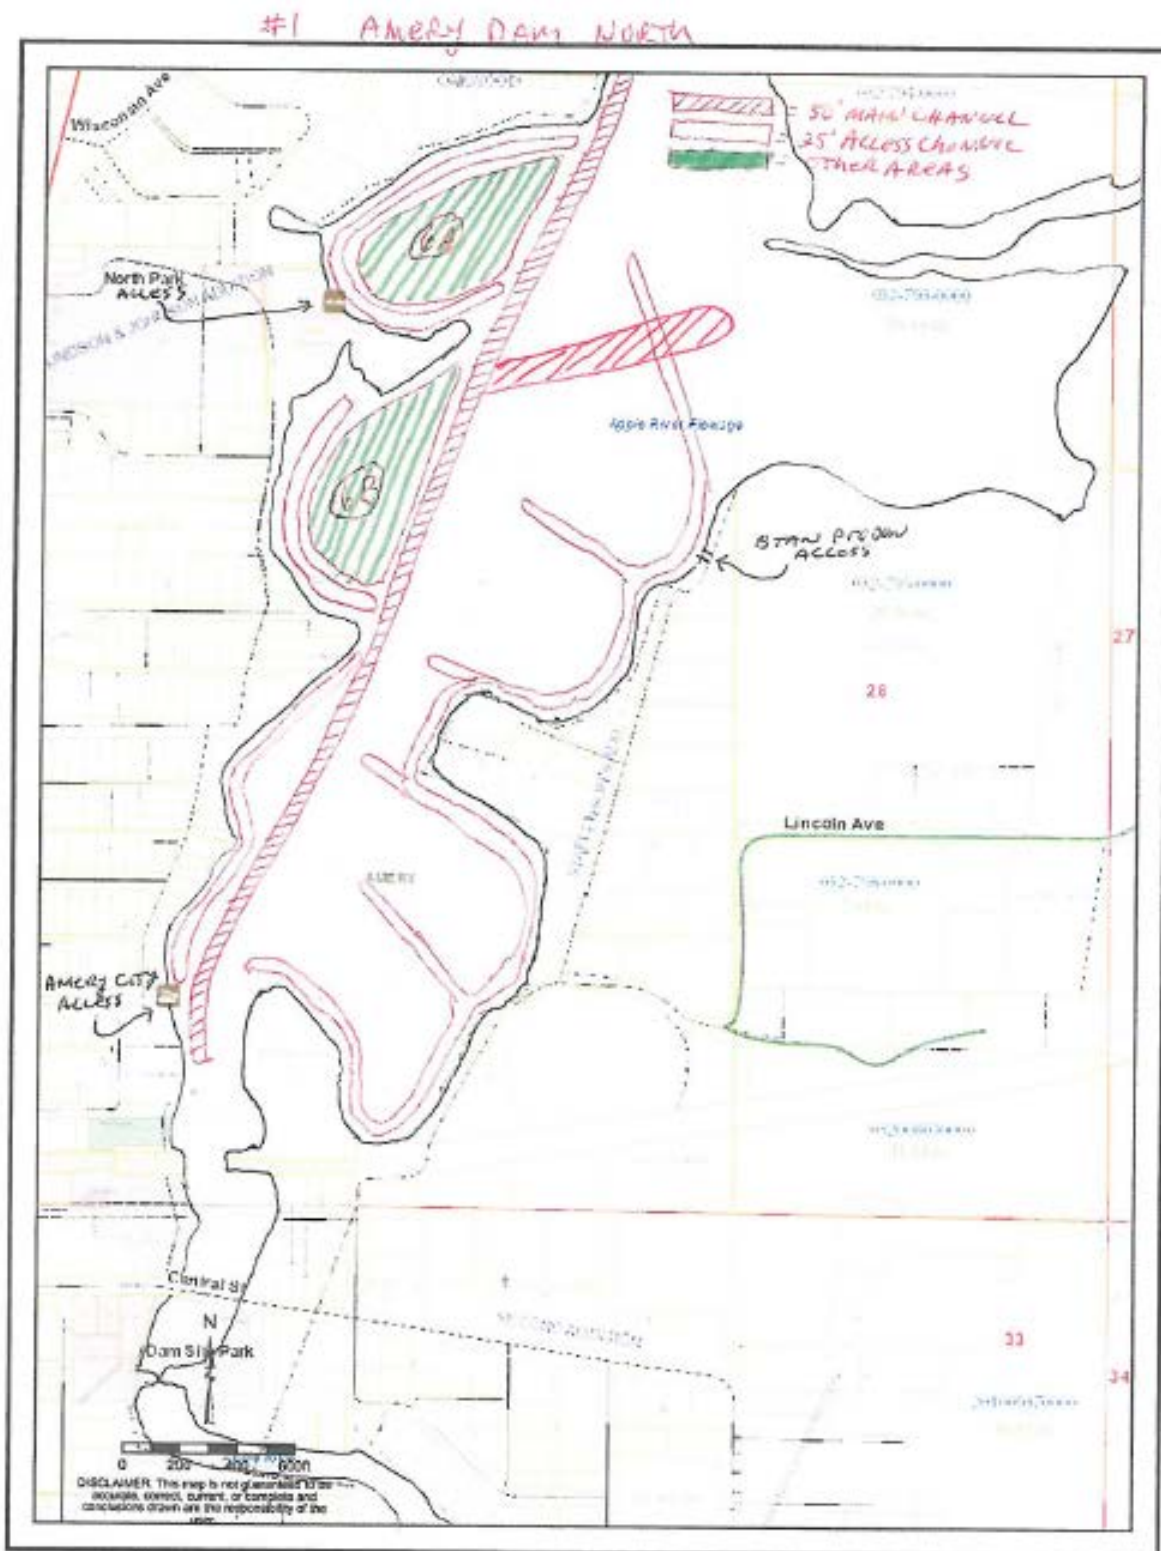 #1 AMERY DAM NORTH
Wisconsin Ave
50' MAIN CHANNEL
25' ACCESS CHANNEL
OTHER AREAS
6A
North Park
ACCESS
Apple River Flowage
6B
ACCESS
27
28
Lincoln Ave
AMERY
AMERY CITY
ACCESS
Central St
N
Dam Site Park
33
34
0 200 400 600ft
DISCLAIMER: This map is not guaranteed to be
accurate, correct, current, or complete and
conclusions drawn are the responsibility of the
user.